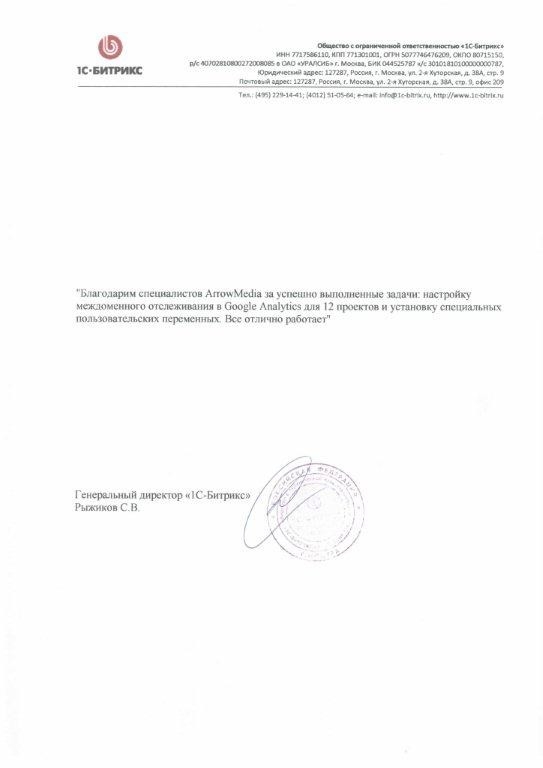 1С-БИТРИКС
Общество с ограниченной ответственностью «1С-Битрикс»
ИНН 7717586110, КПП 771301001, ОГРН 5077746476209, ОКПО 80715150,
р/с 40702810800272008085 в ОАО «УРАЛСИБ» г. Москва, БИК 044525787 к/с 30101810100000000787,
Юридический адрес: 127287, Россия, г. Москва, ул. 2-я Хуторская, д. 38А, стр. 9
Почтовый адрес: 127287, Россия, г. Москва, ул. 2-я Хуторская, д. 38А, стр. 9, офис 209
Тел.: (495) 229-14-41; (4012) 51-05-64; e-mail: info@1c-bitrix.ru, http://www.1c-bitrix.ru
"Благодарим специалистов ArrowMedia за успешно выполненные задачи: настройку
междоменного отслеживания в Google Analytics для 12 проектов и установку специальных
пользовательских переменных. Все отлично работает"
Генеральный директор «1С-Битрикс»
Рыжиков С.В.
РОССИЙСКАЯ ФЕДЕРАЦИЯ